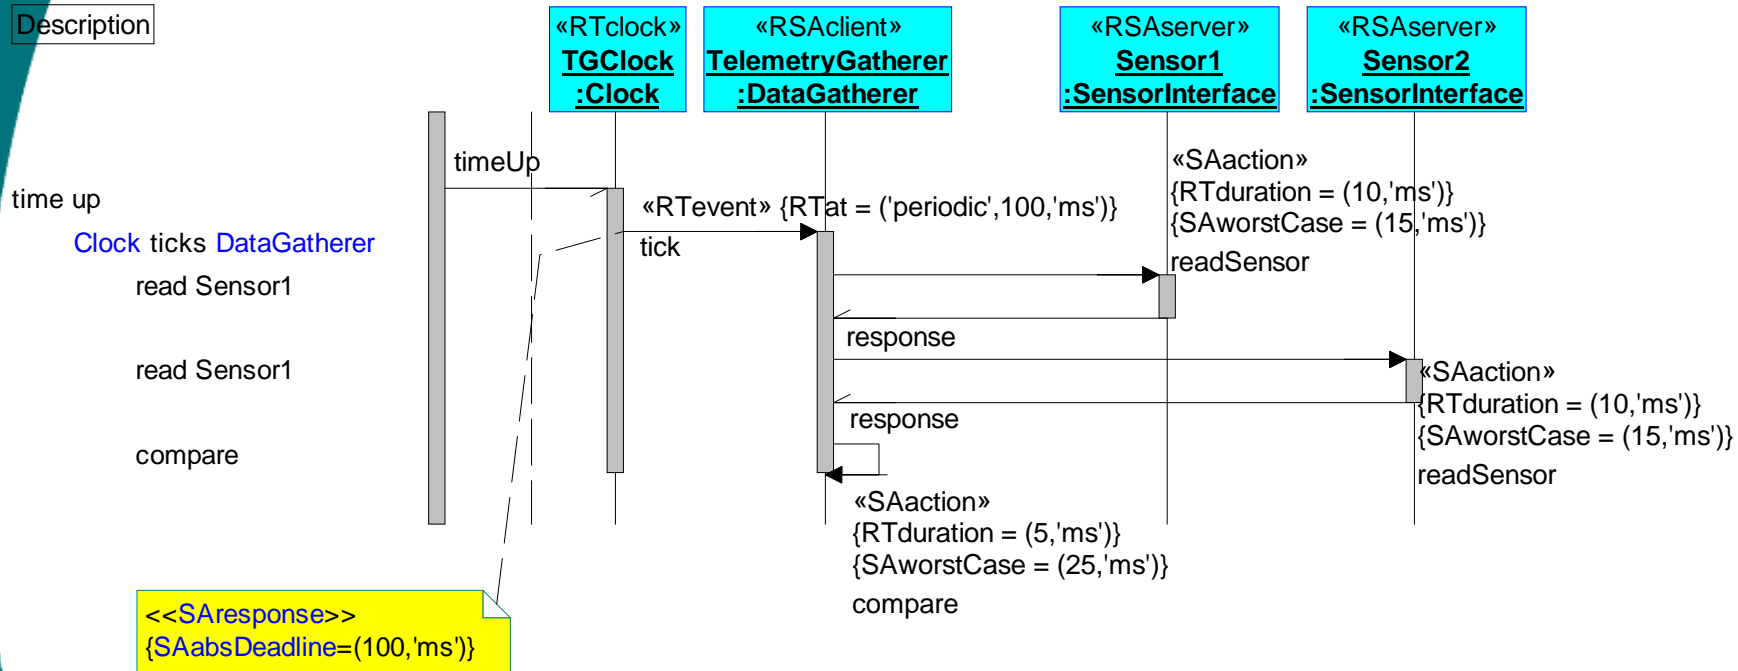 Description
«RTclock»
TGClock
:Clock
«RSAclient»
TelemetryGatherer
:DataGatherer
«RSAserver»
Sensor1
:SensorInterface
«RSAserver»
Sensor2
:SensorInterface
timeUp
«SAaction»
{RTduration = (10,'ms')}
{SAworstCase = (15,'ms')}
readSensor
time up
«RTevent» {RTat = ('periodic',100,'ms')}
tick
Clock ticks DataGatherer
read Sensor1
response
read Sensor1
«SAaction»
{RTduration = (10,'ms')}
{SAworstCase = (15,'ms')}
readSensor
response
compare
«SAaction»
{RTduration = (5,'ms')}
{SAworstCase = (25,'ms')}
compare
<<SAresponse>>
{SAabsDeadline=(100,'ms')}